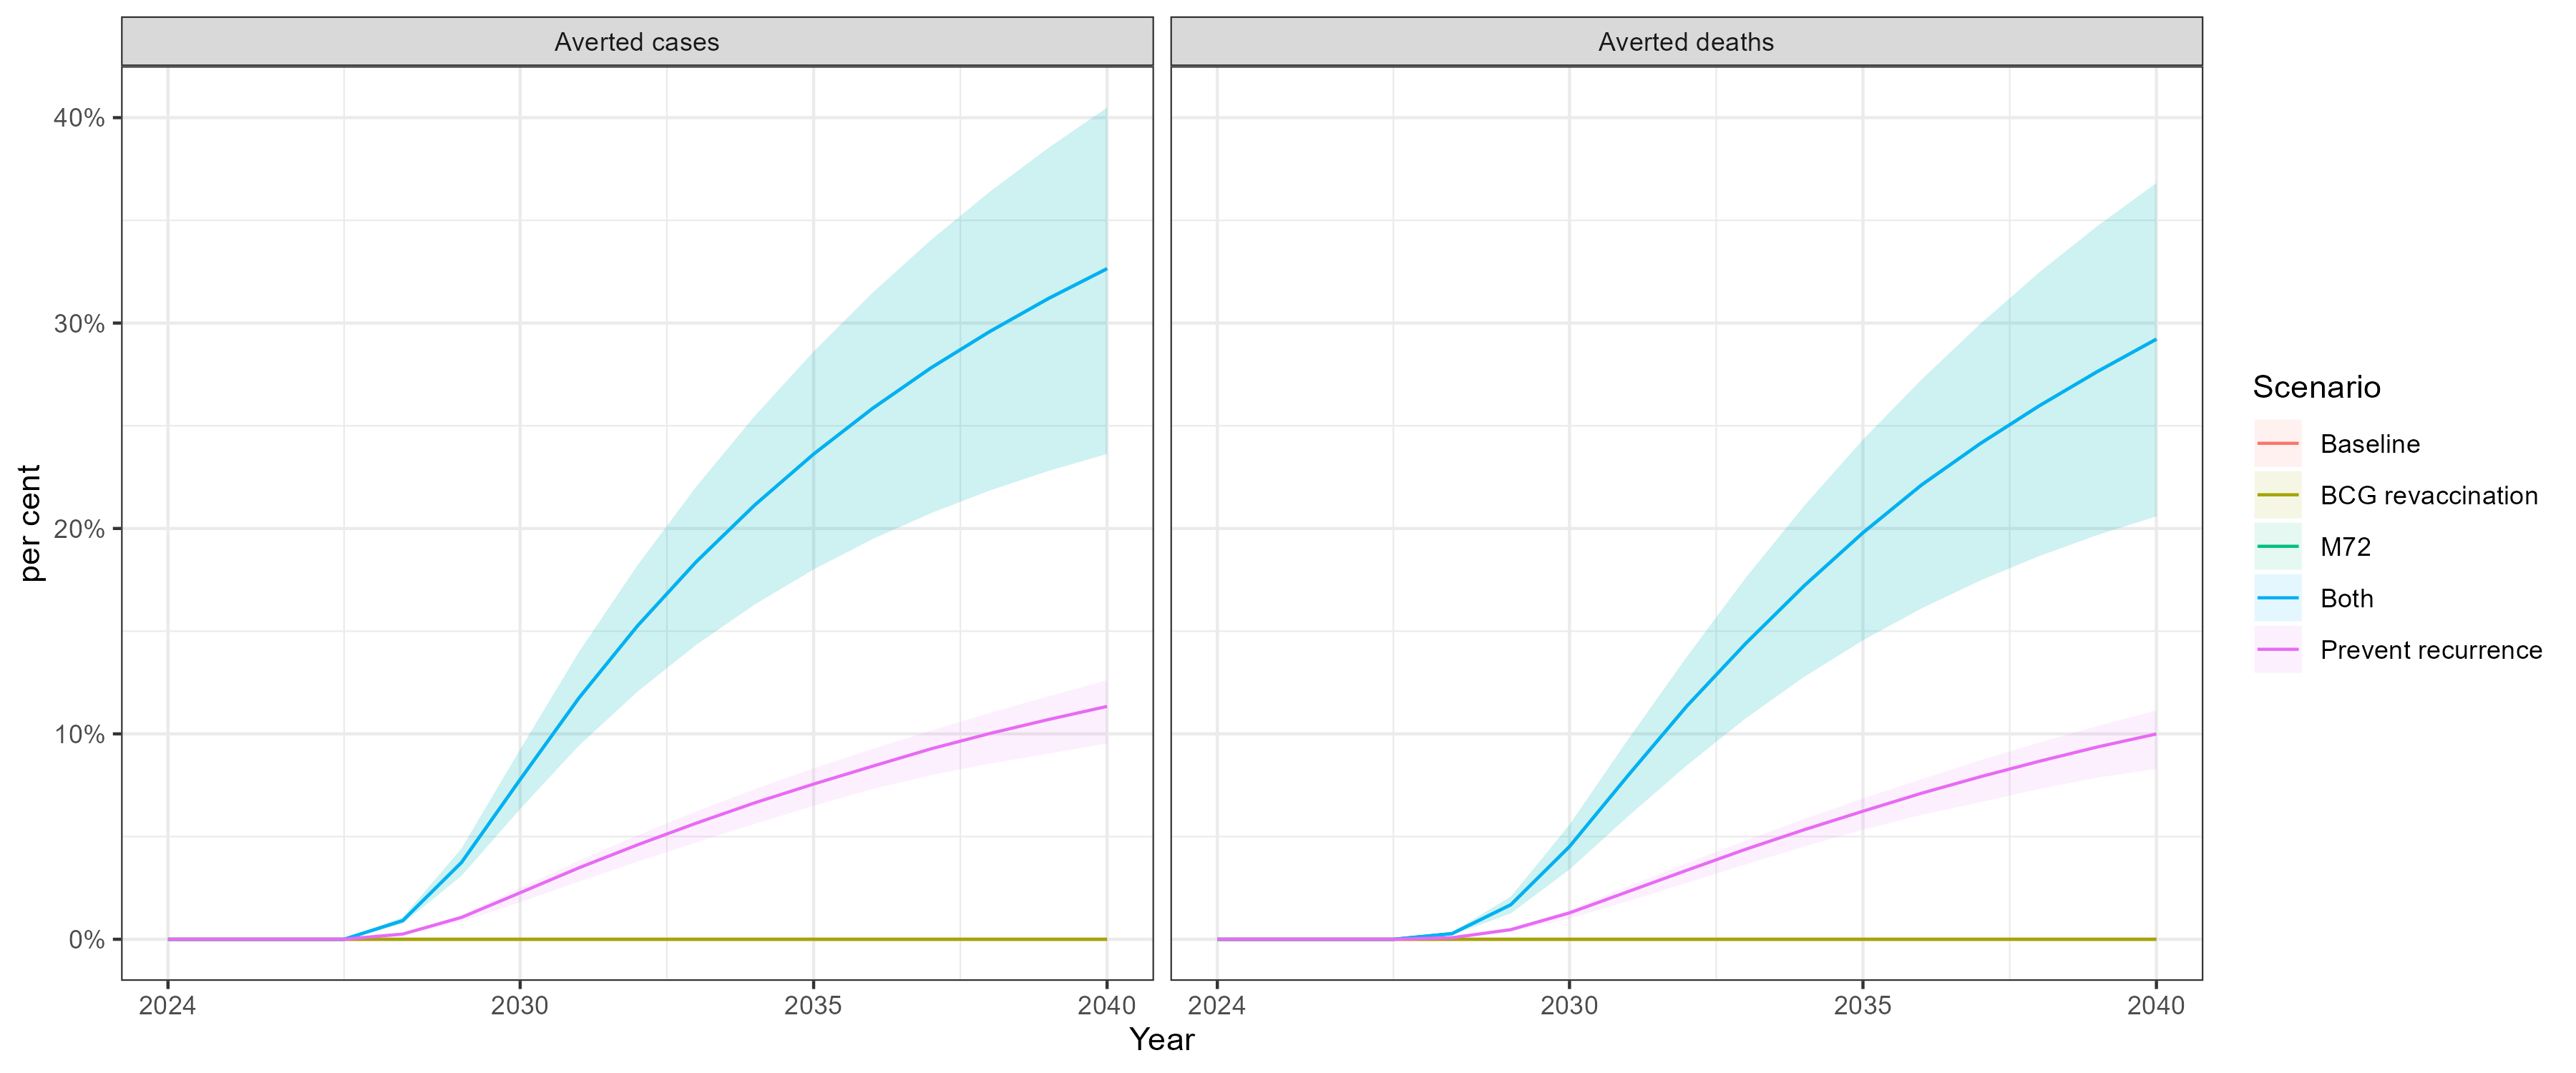 Averted cases
Averted deaths
per cent
40%
30%
20%
10%
0%
2024
2030
2035
2040
2024
2030
2035
2040
Year
Scenario
Baseline
BCG revaccination
M72
Both
Prevent recurrence